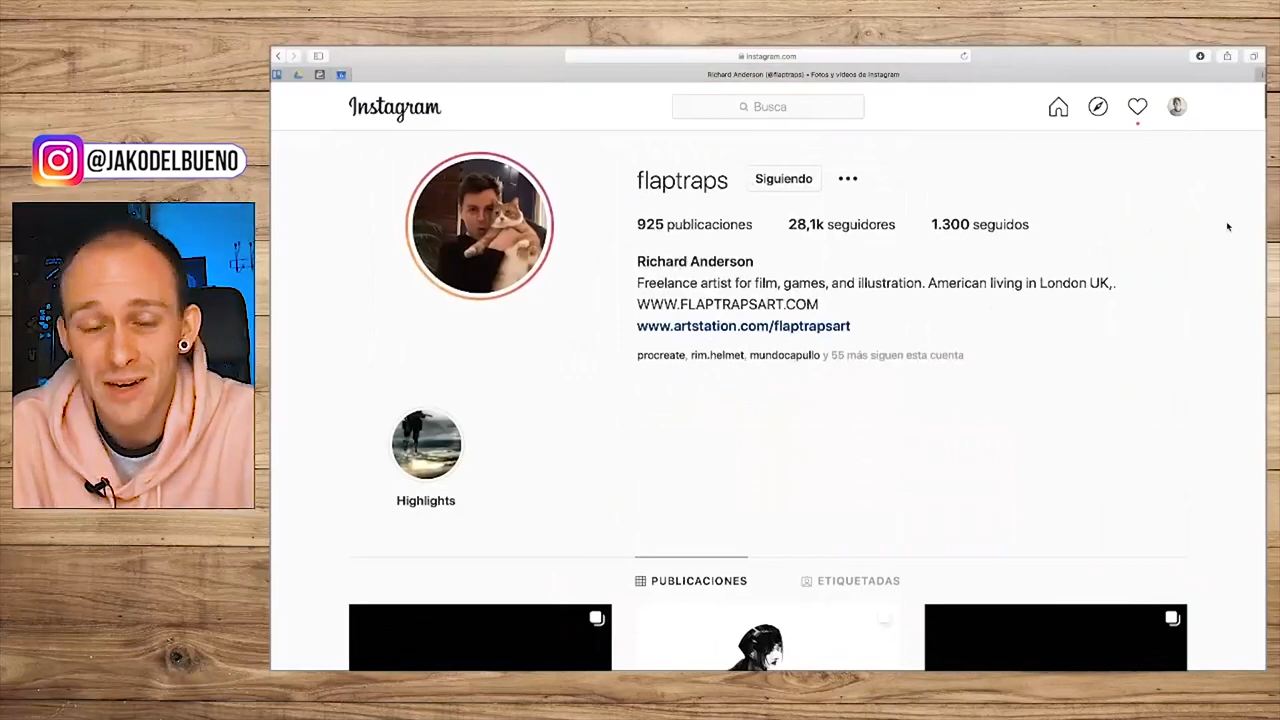 instagram.com
Richard Anderson (@flaptraps) • Fotos y videos de Instagram
Instagram
Busca
@JAKODELBUENO
flaptraps
Siguiendo
925 publicaciones
28,1k seguidores
1.300 seguidos
Richard Anderson
Freelance artist for film, games, and illustration. American living in London UK,.
WWW.FLAPTRAPSART.COM
www.artstation.com/flaptrapsart
procreate, rim.helmet, mundocapullo y 55 más siguen esta cuenta
Highlights
PUBLICACIONES
ETIQUETADAS